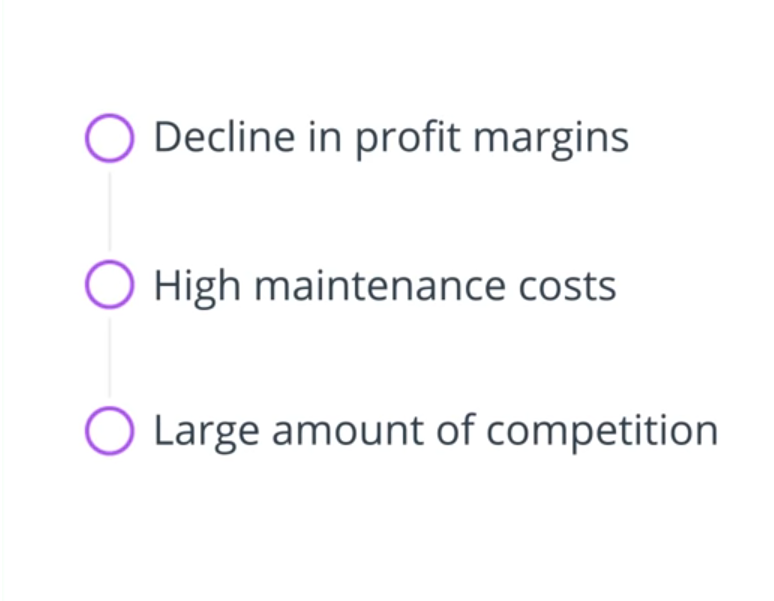 Decline in profit margins
High maintenance costs
Large amount of competition